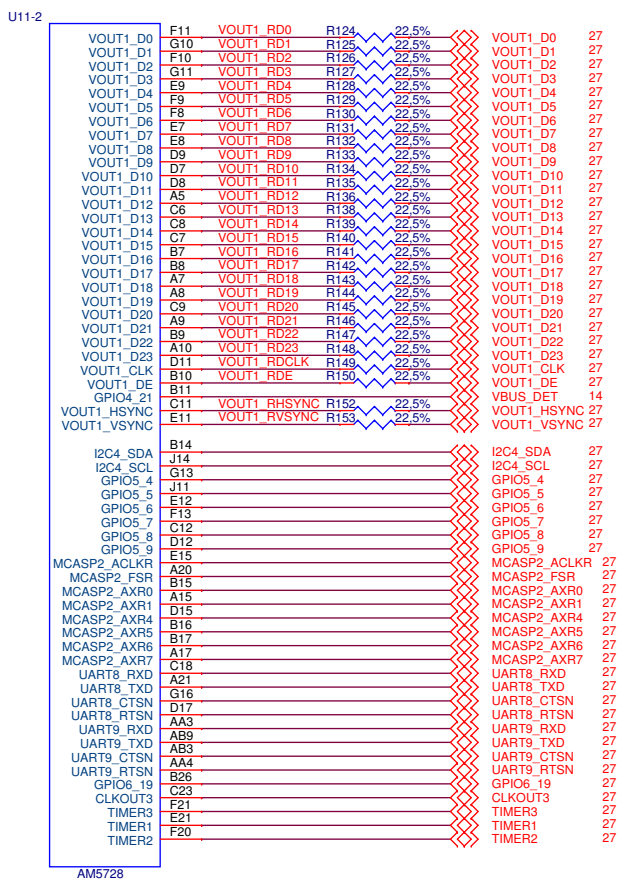 U11-2
VOUT1_D0 F11 VOUT1_RD0 R124 22,5% VOUT1_D0 27
VOUT1_D1 G10 VOUT1_RD1 R125 22,5% VOUT1_D1 27
VOUT1_D2 F10 VOUT1_RD2 R126 22,5% VOUT1_D2 27
VOUT1_D3 G11 VOUT1_RD3 R127 22,5% VOUT1_D3 27
VOUT1_D4 E9 VOUT1_RD4 R128 22,5% VOUT1_D4 27
VOUT1_D5 F9 VOUT1_RD5 R129 22,5% VOUT1_D5 27
VOUT1_D6 F8 VOUT1_RD6 R130 22,5% VOUT1_D6 27
VOUT1_D7 E7 VOUT1_RD7 R131 22,5% VOUT1_D7 27
VOUT1_D8 E8 VOUT1_RD8 R132 22,5% VOUT1_D8 27
VOUT1_D9 D9 VOUT1_RD9 R133 22,5% VOUT1_D9 27
VOUT1_D10 D7 VOUT1_RD10 R134 22,5% VOUT1_D10 27
VOUT1_D11 D8 VOUT1_RD11 R135 22,5% VOUT1_D11 27
VOUT1_D12 A5 VOUT1_RD12 R136 22,5% VOUT1_D12 27
VOUT1_D13 C6 VOUT1_RD13 R138 22,5% VOUT1_D13 27
VOUT1_D14 C8 VOUT1_RD14 R139 22,5% VOUT1_D14 27
VOUT1_D15 C7 VOUT1_RD15 R140 22,5% VOUT1_D15 27
VOUT1_D16 B7 VOUT1_RD16 R141 22,5% VOUT1_D16 27
VOUT1_D17 B8 VOUT1_RD17 R142 22,5% VOUT1_D17 27
VOUT1_D18 A7 VOUT1_RD18 R143 22,5% VOUT1_D18 27
VOUT1_D19 A8 VOUT1_RD19 R144 22,5% VOUT1_D19 27
VOUT1_D20 C9 VOUT1_RD20 R145 22,5% VOUT1_D20 27
VOUT1_D21 A9 VOUT1_RD21 R146 22,5% VOUT1_D21 27
VOUT1_D22 B9 VOUT1_RD22 R147 22,5% VOUT1_D22 27
VOUT1_D23 A10 VOUT1_RD23 R148 22,5% VOUT1_D23 27
VOUT1_CLK D11 VOUT1_RDCLK R149 22,5% VOUT1_CLK 27
VOUT1_DE B10 VOUT1_RDE R150 22,5% VOUT1_DE 27
GPIO4_21 B11 VBUS_DET 14
VOUT1_HSYNC C11 VOUT1_RHSYNC R152 22,5% VOUT1_HSYNC 27
VOUT1_VSYNC E11 VOUT1_RVSYNC R153 22,5% VOUT1_VSYNC 27
I2C4_SDA B14 I2C4_SDA 27
I2C4_SCL J14 I2C4_SCL 27
GPIO5_4 G13 GPIO5_4 27
GPIO5_5 J11 GPIO5_5 27
GPIO5_6 E12 GPIO5_6 27
GPIO5_7 F13 GPIO5_7 27
GPIO5_8 C12 GPIO5_8 27
GPIO5_9 D12 GPIO5_9 27
MCASP2_ACLKR E15 MCASP2_ACLKR 27
MCASP2_FSR A20 MCASP2_FSR 27
MCASP2_AXR0 B15 MCASP2_AXR0 27
MCASP2_AXR1 A15 MCASP2_AXR1 27
MCASP2_AXR4 D15 MCASP2_AXR4 27
MCASP2_AXR5 B16 MCASP2_AXR5 27
MCASP2_AXR6 B17 MCASP2_AXR6 27
MCASP2_AXR7 A17 MCASP2_AXR7 27
UART8_RXD C18 UART8_RXD 27
UART8_TXD A21 UART8_TXD 27
UART8_CTSN G16 UART8_CTSN 27
UART8_RTSN D17 UART8_RTSN 27
UART9_RXD AA3 UART9_RXD 27
UART9_TXD AB9 UART9_TXD 27
UART9_CTSN AB3 UART9_CTSN 27
UART9_RTSN AA4 UART9_RTSN 27
GPIO6_19 B26 GPIO6_19 27
CLKOUT3 C23 CLKOUT3 27
TIMER3 F21 TIMER3 27
TIMER1 E21 TIMER1 27
TIMER2 F20 TIMER2 27
AM5728